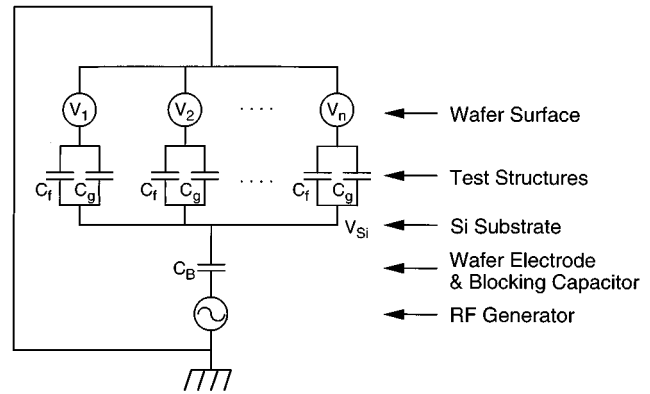 V1 V2 .... Vn
Wafer Surface
Cf Cg Cf Cg .... Cf Cg
Test Structures
VSi
Si Substrate
CB
Wafer Electrode
& Blocking Capacitor
RF Generator